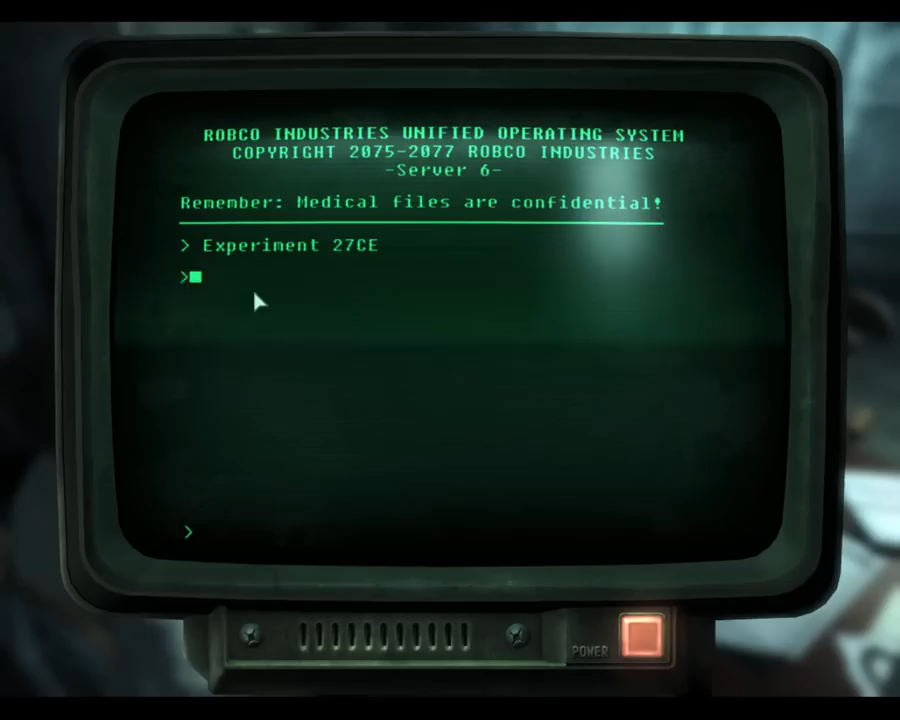 ROBCO INDUSTRIES UNIFIED OPERATING SYSTEM
COPYRIGHT 2075-2077 ROBCO INDUSTRIES
-Server 6-
Remember: Medical files are confidential!
> Experiment 27CE
>
>
POWER